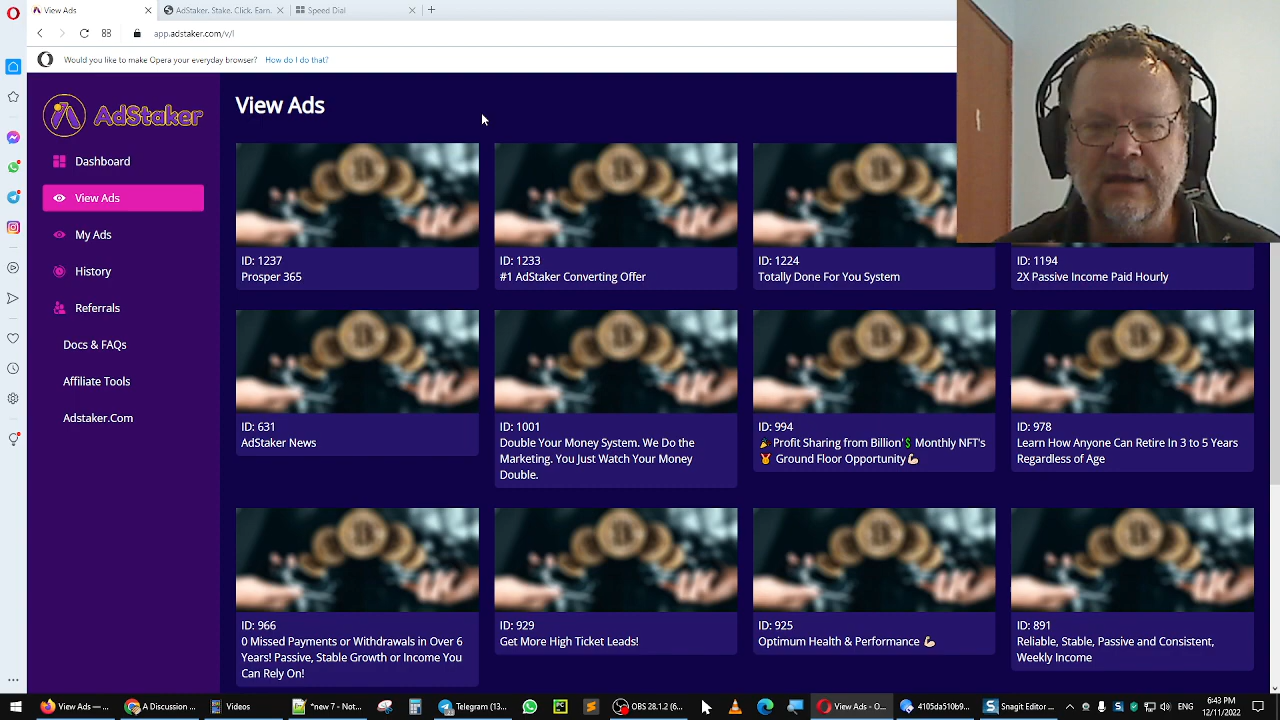 View Ads
AdStaker. Stake. Click. Earn.
Speed Dial
app.adstaker.com/v/l
Would you like to make Opera your everyday browser? How do I do that?
AdStaker
Dashboard
View Ads
My Ads
History
Referrals
Docs & FAQs
Affiliate Tools
Adstaker.Com
View Ads
ID: 1237
Prosper 365
ID: 1233
#1 AdStaker Converting Offer
ID: 1224
Totally Done For You System
ID: 1194
2X Passive Income Paid Hourly
ID: 631
AdStaker News
ID: 1001
Double Your Money System. We Do the
Marketing. You Just Watch Your Money
Double.
ID: 994
🎉 Profit Sharing from Billion'💲 Monthly NFT's
🏅 Ground Floor Opportunity💪🏻
ID: 978
Learn How Anyone Can Retire In 3 to 5 Years
Regardless of Age
ID: 966
0 Missed Payments or Withdrawals in Over 6
Years! Passive, Stable Growth or Income You
Can Rely On!
ID: 929
Get More High Ticket Leads!
ID: 925
Optimum Health & Performance 💪🏻
ID: 891
Reliable, Stable, Passive and Consistent,
Weekly Income
View Ads —...
A Discussion ...
Videos
*new 7 - Not...
Telegram (13...
OBS 28.1.2 (6...
View Ads - O...
4105da510b9...
Snagit Editor ...
6:43 PM
12/11/2022